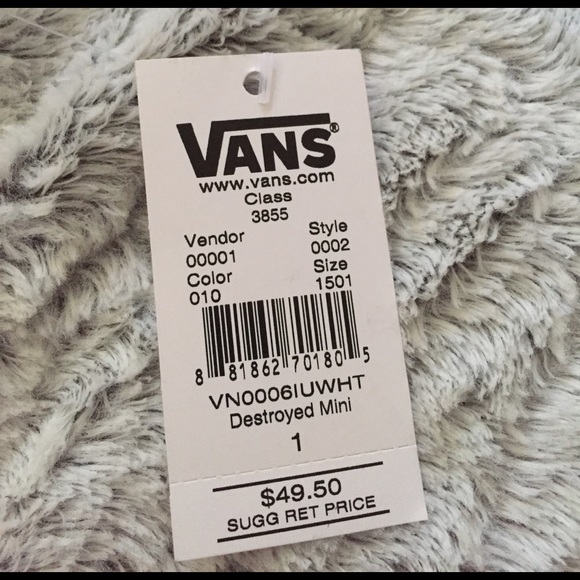 VANS®
www.vans.com
Class
3855
Vendor Style
00001 0002
Color Size
010 1501
8 81862 70180 5
VN0006IUWHT
Destroyed Mini
1
$49.50
SUGG RET PRICE